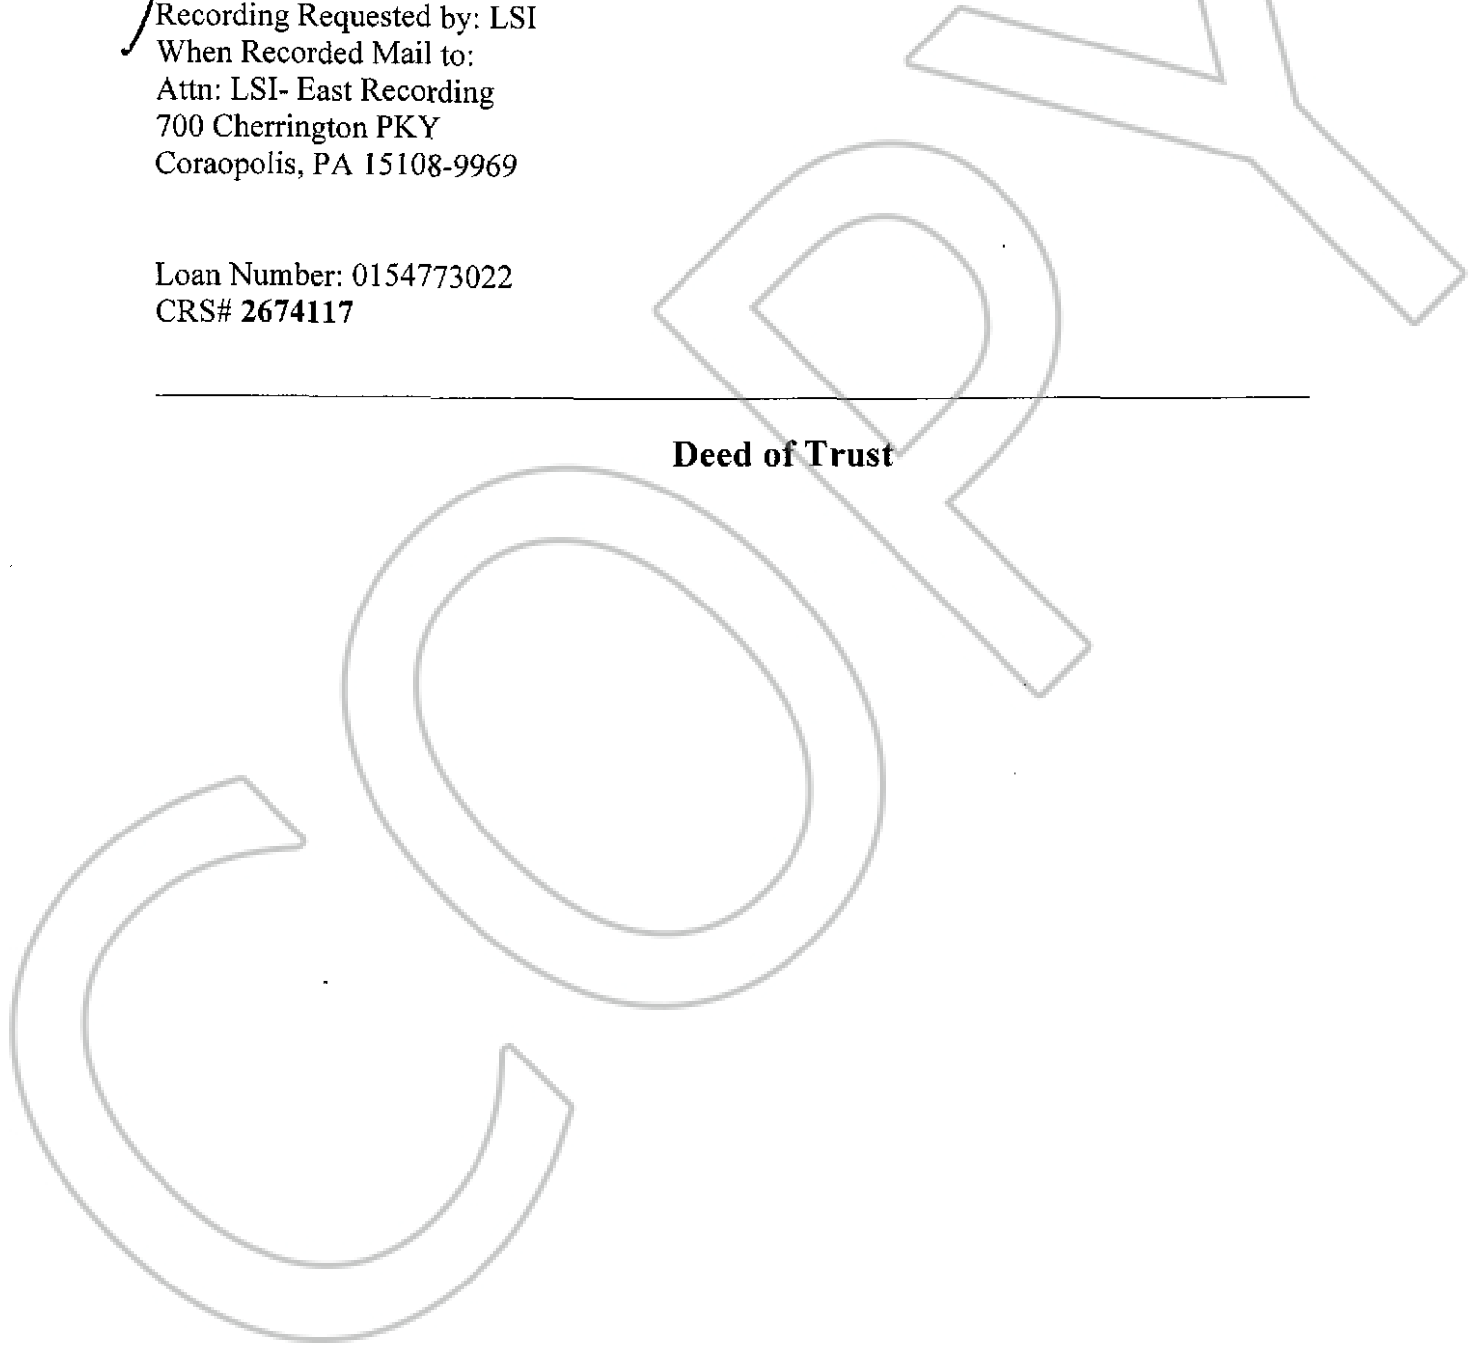 Recording Requested by: LSI
When Recorded Mail to:
Attn: LSI- East Recording
700 Cherrington PKY
Coraopolis, PA 15108-9969
Loan Number: 0154773022
CRS# 2674117
Deed of Trust
COPY